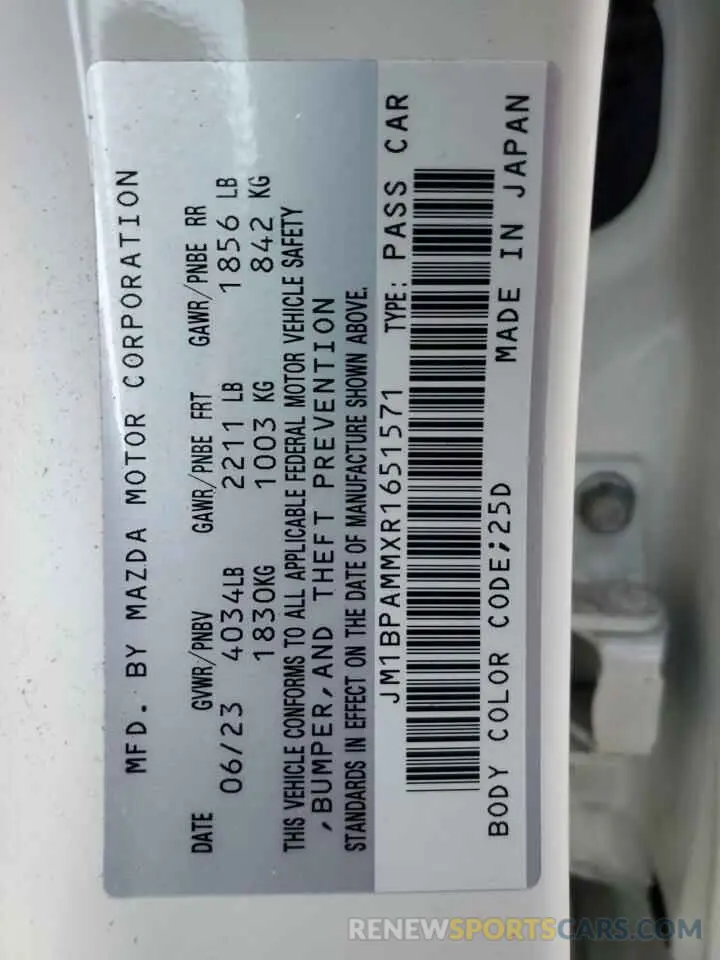 MFD. BY MAZDA MOTOR CORPORATION
DATE GVWR/PNBV GAWR/PNBE FRT GAWR/PNBE RR
06/23 4034LB 2211 LB 1856 LB
1830KG 1003 KG 842 KG
THIS VEHICLE CONFORMS TO ALL APPLICABLE FEDERAL MOTOR VEHICLE SAFETY
,BUMPER,AND THEFT PREVENTION
STANDARDS IN EFFECT ON THE DATE OF MANUFACTURE SHOWN ABOVE.
JM1BPAMMXR1651571 TYPE: PASS CAR
BODY COLOR CODE;25D MADE IN JAPAN
RENEWSPORTSCARS.COM